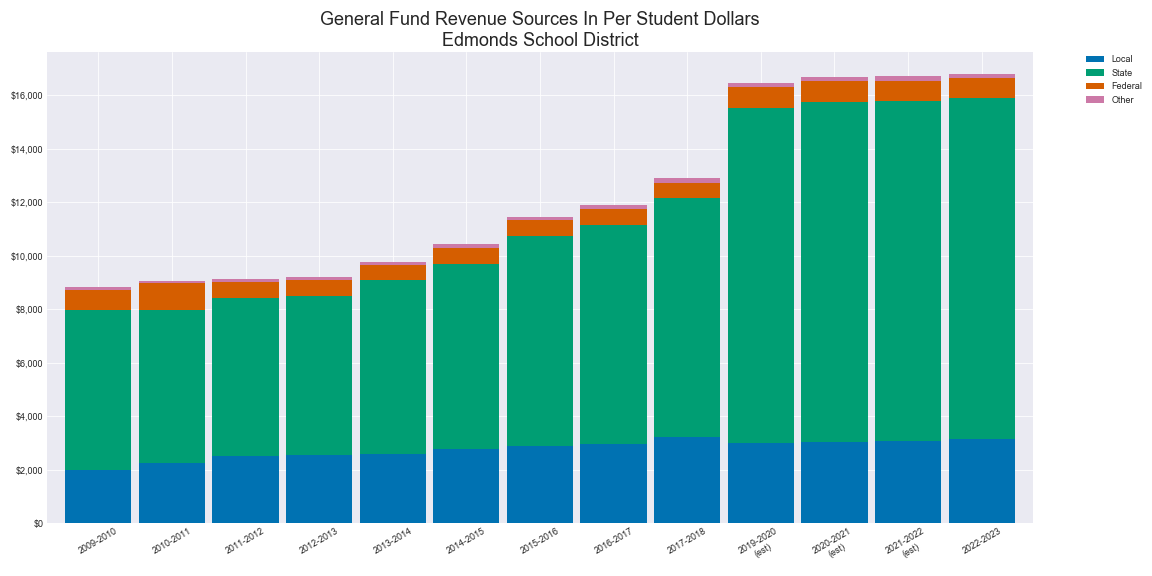 General Fund Revenue Sources In Per Student Dollars
Edmonds School District
Local
State
Federal
Other
$16,000
$14,000
$12,000
$10,000
$8,000
$6,000
$4,000
$2,000
$0
2009-2010
2010-2011
2011-2012
2012-2013
2013-2014
2014-2015
2015-2016
2016-2017
2017-2018
2019-2020
(est)
2020-2021
(est)
2021-2022
(est)
2022-2023